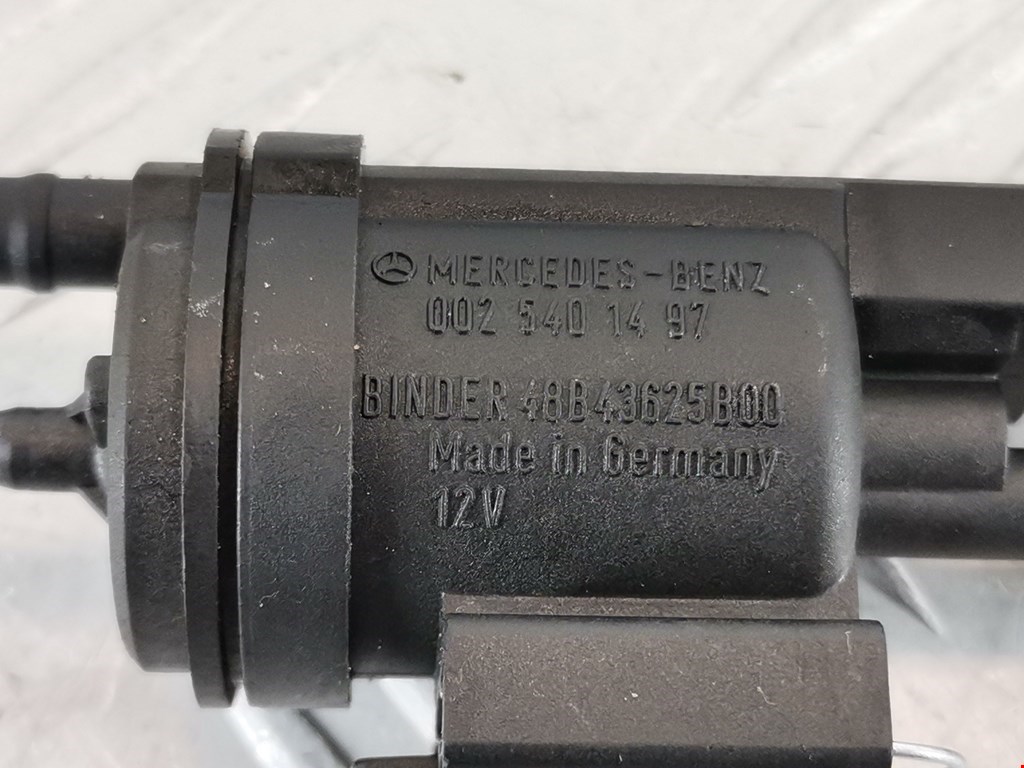 MERCEDES-BENZ
002 540 14 97
BINDER 48B43625B00
Made in Germany
12V